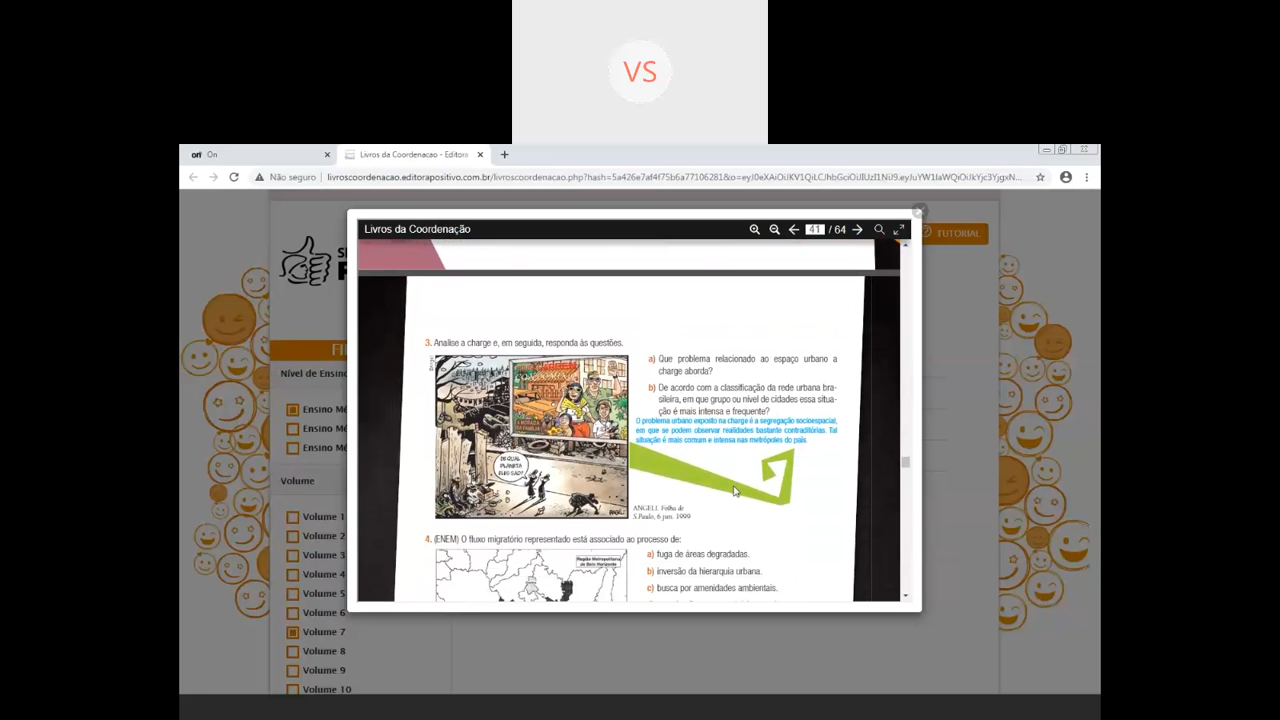 VS
On
Livros da Coordenacao - Editora
Não seguro
livroscoordenacao.editorapositivo.com.br/livroscoordenacao.php?hash=5a426e7af4f75b6a77106281&o=
TUTORIAL
Livros da Coordenação
41 / 64
Nível de Ensino
Ensino Mé
Ensino Mé
Ensino Mé
Volume
Volume 1
Volume 2
Volume 3
Volume 4
Volume 5
Volume 6
Volume 7
Volume 8
Volume 9
Volume 10
3. Analise a charge e, em seguida, responda às questões.
DE QUAL
PLANETA
ELES SÃO?
a) Que problema relacionado ao espaço urbano a
charge aborda?
b) De acordo com a classificação da rede urbana bra-
sileira, em que grupo ou nível de cidades essa situa-
ção é mais intensa e frequente?
O problema urbano exposto na charge é a segregação socioespacial,
em que se podem observar realidades bastante contraditórias. Tal
situação é mais comum e intensa nas metrópoles do país.
ANGELI. Folha de
S.Paulo, 6 jun. 1999
4. (ENEM) O fluxo migratório representado está associado ao processo de:
Região Metropolitana
de Belo Horizonte
a) fuga de áreas degradadas.
b) inversão da hierarquia urbana.
c) busca por amenidades ambientais.